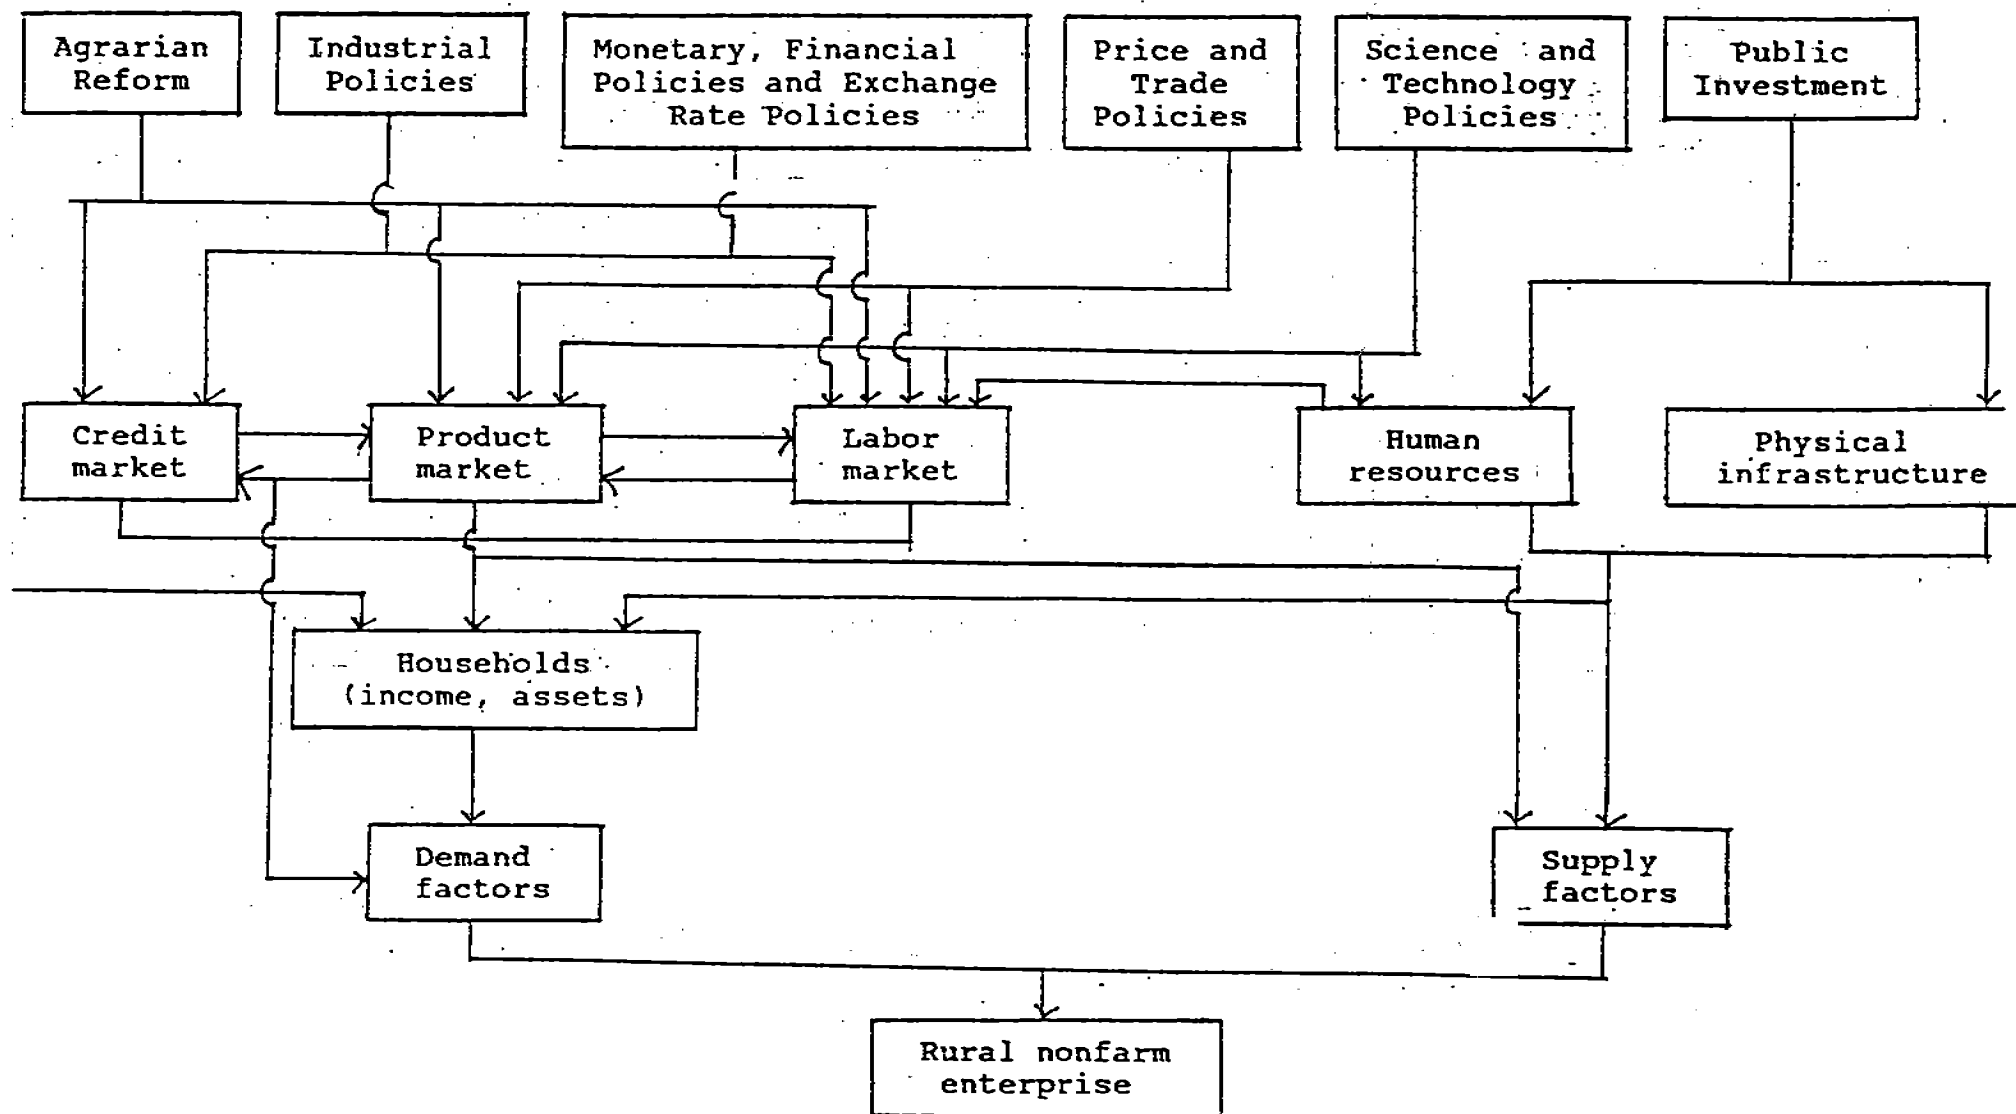 Agrarian
Reform
Industrial
Policies
Monetary, Financial
Policies and Exchange
Rate Policies
Price and
Trade
Policies
Science and
Technology
Policies
Public
Investment
Credit
market
Product
market
Labor
market
Human
resources
Physical
infrastructure
Households
(income, assets)
Demand
factors
Supply
factors
Rural nonfarm
enterprise